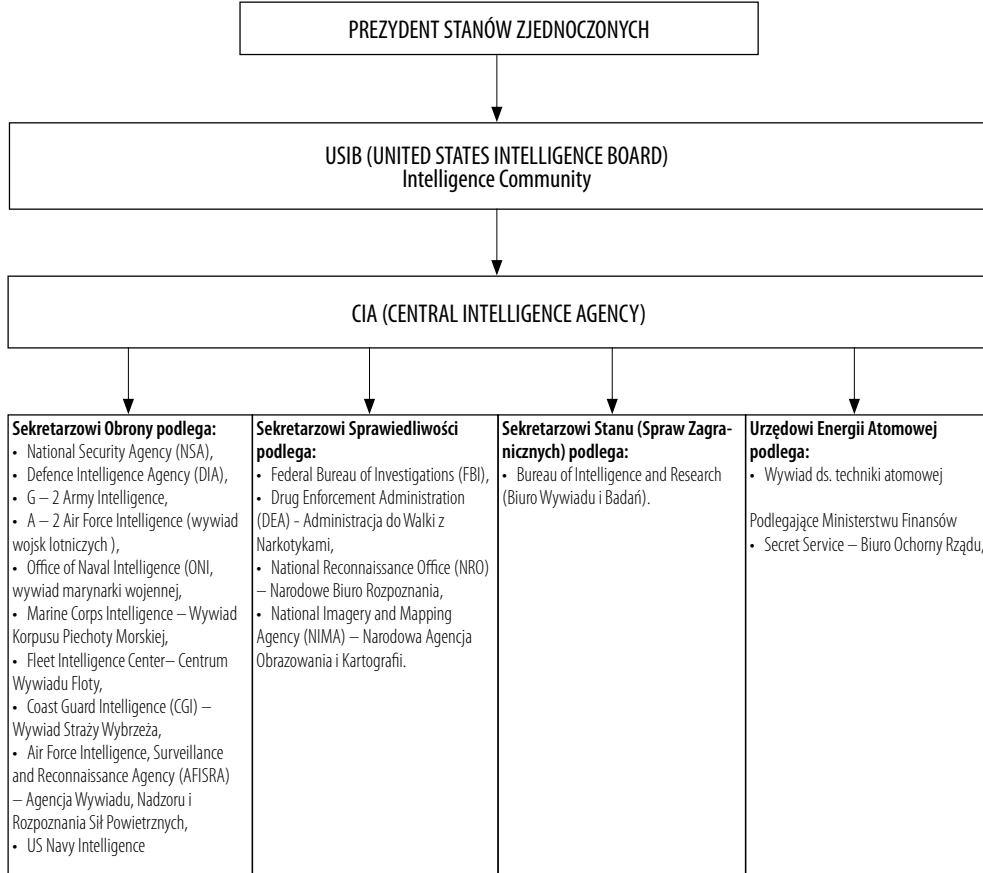 PREZYDENT STANÓW ZJEDNOCZONYCH
USIB (UNITED STATES INTELLIGENCE BOARD)
Intelligence Community
CIA (CENTRAL INTELLIGENCE AGENCY)
Sekretarzowi Obrony podlega:
• National Security Agency (NSA),
• Defence Intelligence Agency (DIA),
• G – 2 Army Intelligence,
• A – 2 Air Force Intelligence (wywiad
wojsk lotniczych ),
• Office of Naval Intelligence (ONI,
wywiad marynarki wojennej,
• Marine Corps Intelligence – Wywiad
Korpusu Piechoty Morskiej,
• Fleet Intelligence Center– Centrum
Wywiadu Floty,
• Coast Guard Intelligence (CGI) –
Wywiad Straży Wybrzeża,
• Air Force Intelligence, Surveillance
and Reconnaissance Agency (AFISRA)
– Agencja Wywiadu, Nadzoru i
Rozpoznania Sił Powietrznych,
• US Navy Intelligence
Sekretarzowi Sprawiedliwości
podlega:
• Federal Bureau of Investigations (FBI),
• Drug Enforcement Administration
(DEA) - Administracja do Walki z
Narkotykami,
• National Reconnaissance Office (NRO)
– Narodowe Biuro Rozpoznania,
• National Imagery and Mapping
Agency (NIMA) – Narodowa Agencja
Obrazowania i Kartografii.
Sekretarzowi Stanu (Spraw Zagra-
nicznych) podlega:
• Bureau of Intelligence and Research
(Biuro Wywiadu i Badań).
Urzędowi Energii Atomowej
podlega:
• Wywiad ds. techniki atomowej
Podlegające Ministerstwu Finansów
• Secret Service – Biuro Ochorny Rządu,